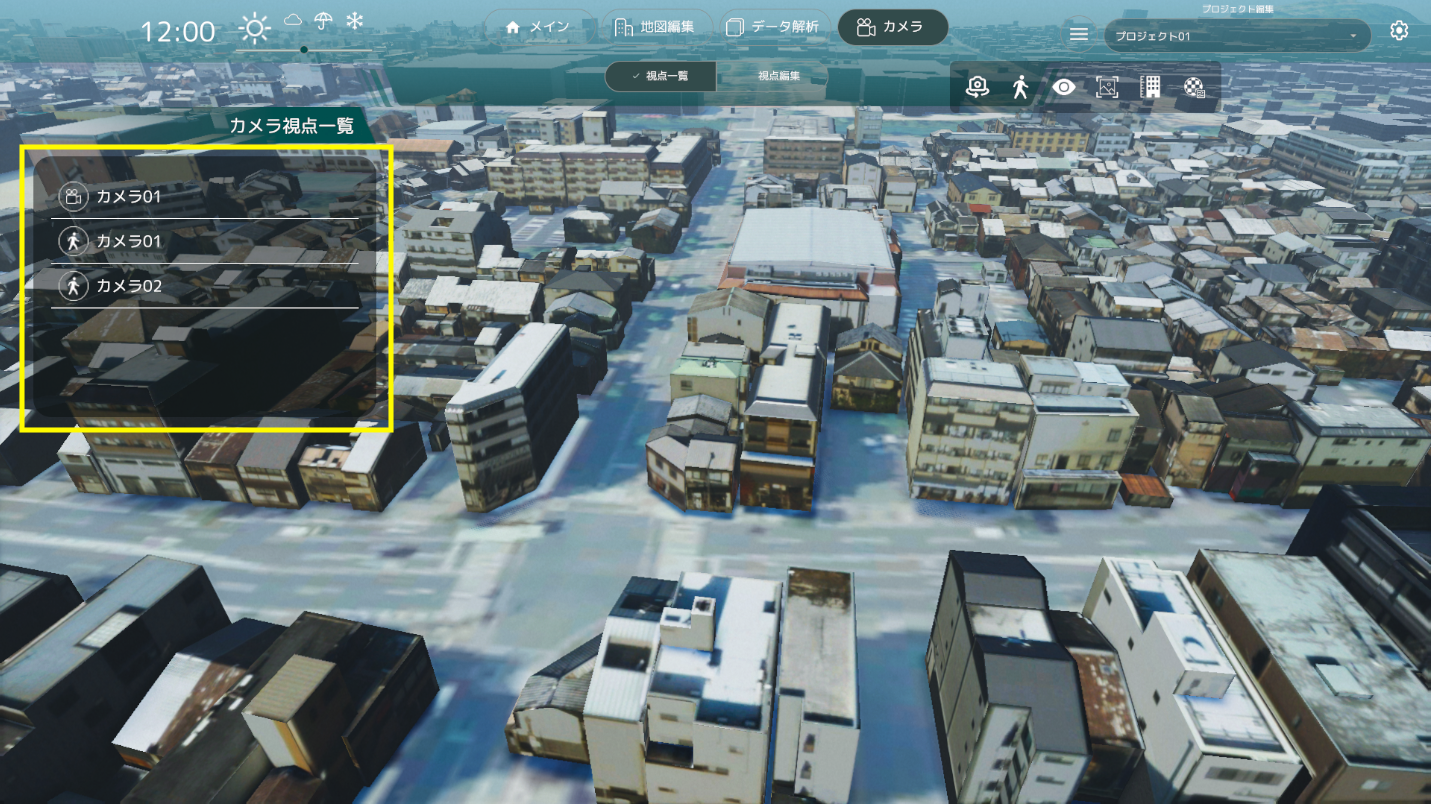 プロジェクト編集
12:00
メイン
地図編集
データ解析
カメラ
プロジェクト01
視点一覧
視点編集
カメラ視点一覧
カメラ01
カメラ01
カメラ02